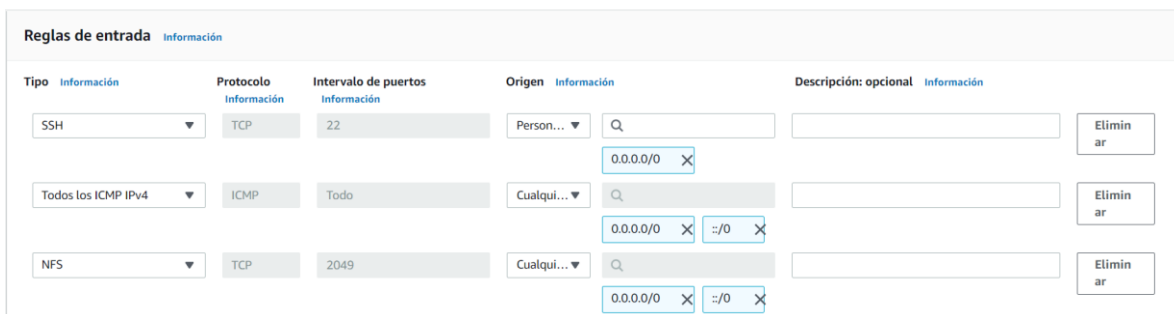 Reglas de entrada Información
Tipo Información Protocolo Intervalo de puertos Origen Información Descripción: opcional Información
Información Información
SSH TCP 22 Person... Elimin
ar
0.0.0.0/0
Todos los ICMP IPv4 ICMP Todo Cualqui... Elimin
ar
0.0.0.0/0 ::/0
NFS TCP 2049 Cualqui... Elimin
ar
0.0.0.0/0 ::/0